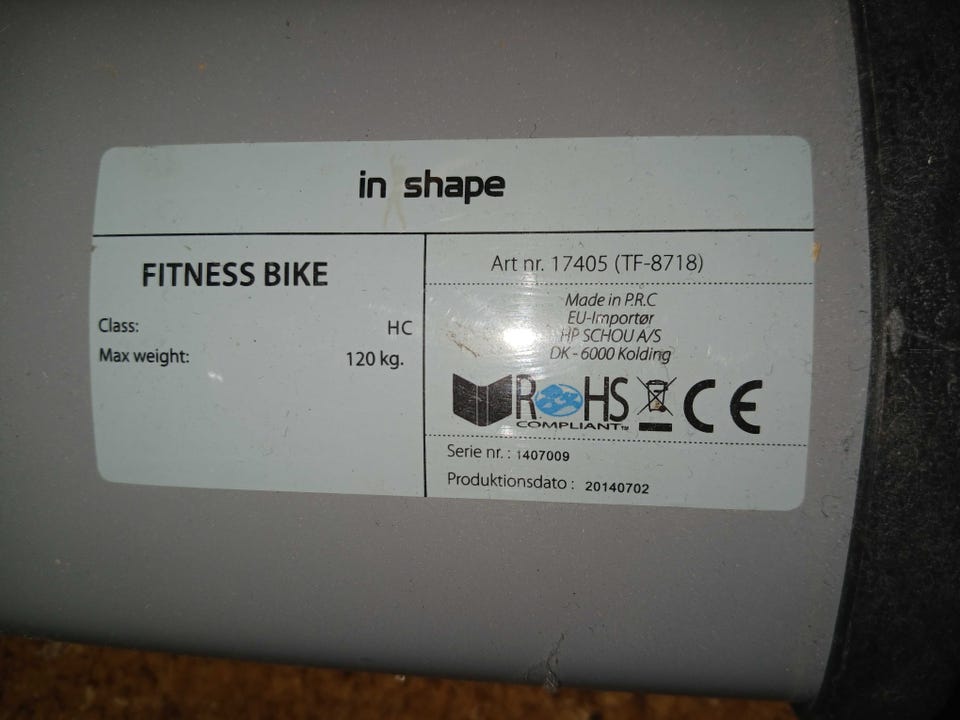 in shape
FITNESS BIKE
Class: HC
Max weight: 120 kg.
Art nr. 17405 (TF-8718)
Made in P.R.C
EU-Importør
HP SCHOU A/S
DK - 6000 Kolding
ROHS CE
COMPLIANT™
Serie nr. : 1407009
Produktionsdato : 20140702